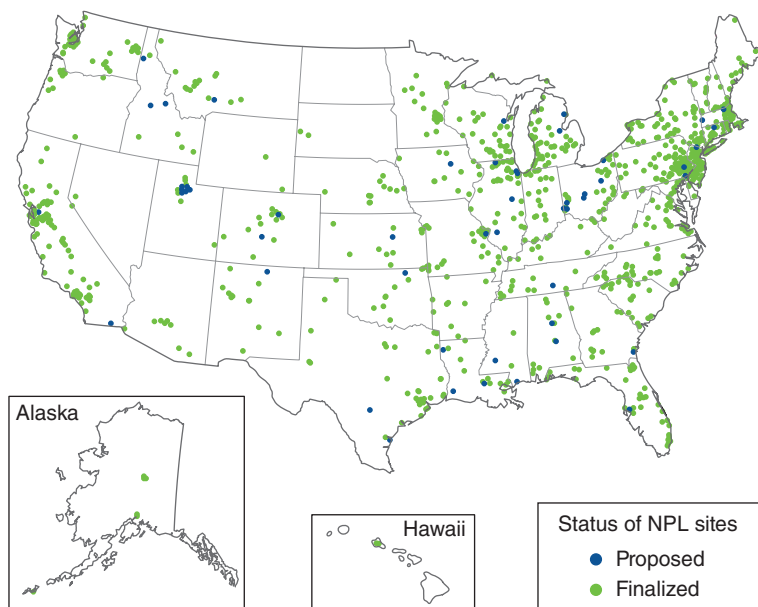 Alaska
Hawaii
Status of NPL sites
Proposed
Finalized